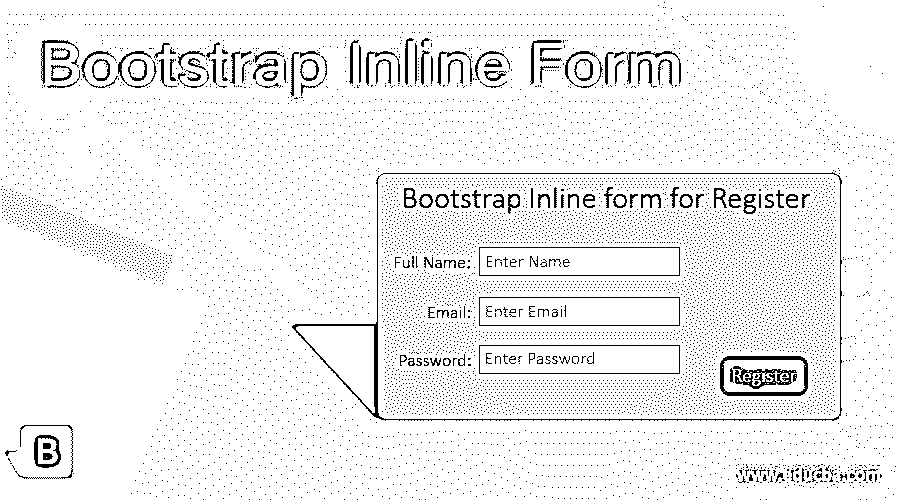 Bootstrap Inline Form
Bootstrap Inline form for Register
Full Name: Enter Name
Email: Enter Email
Password: Enter Password
Register
B
www.educba.com